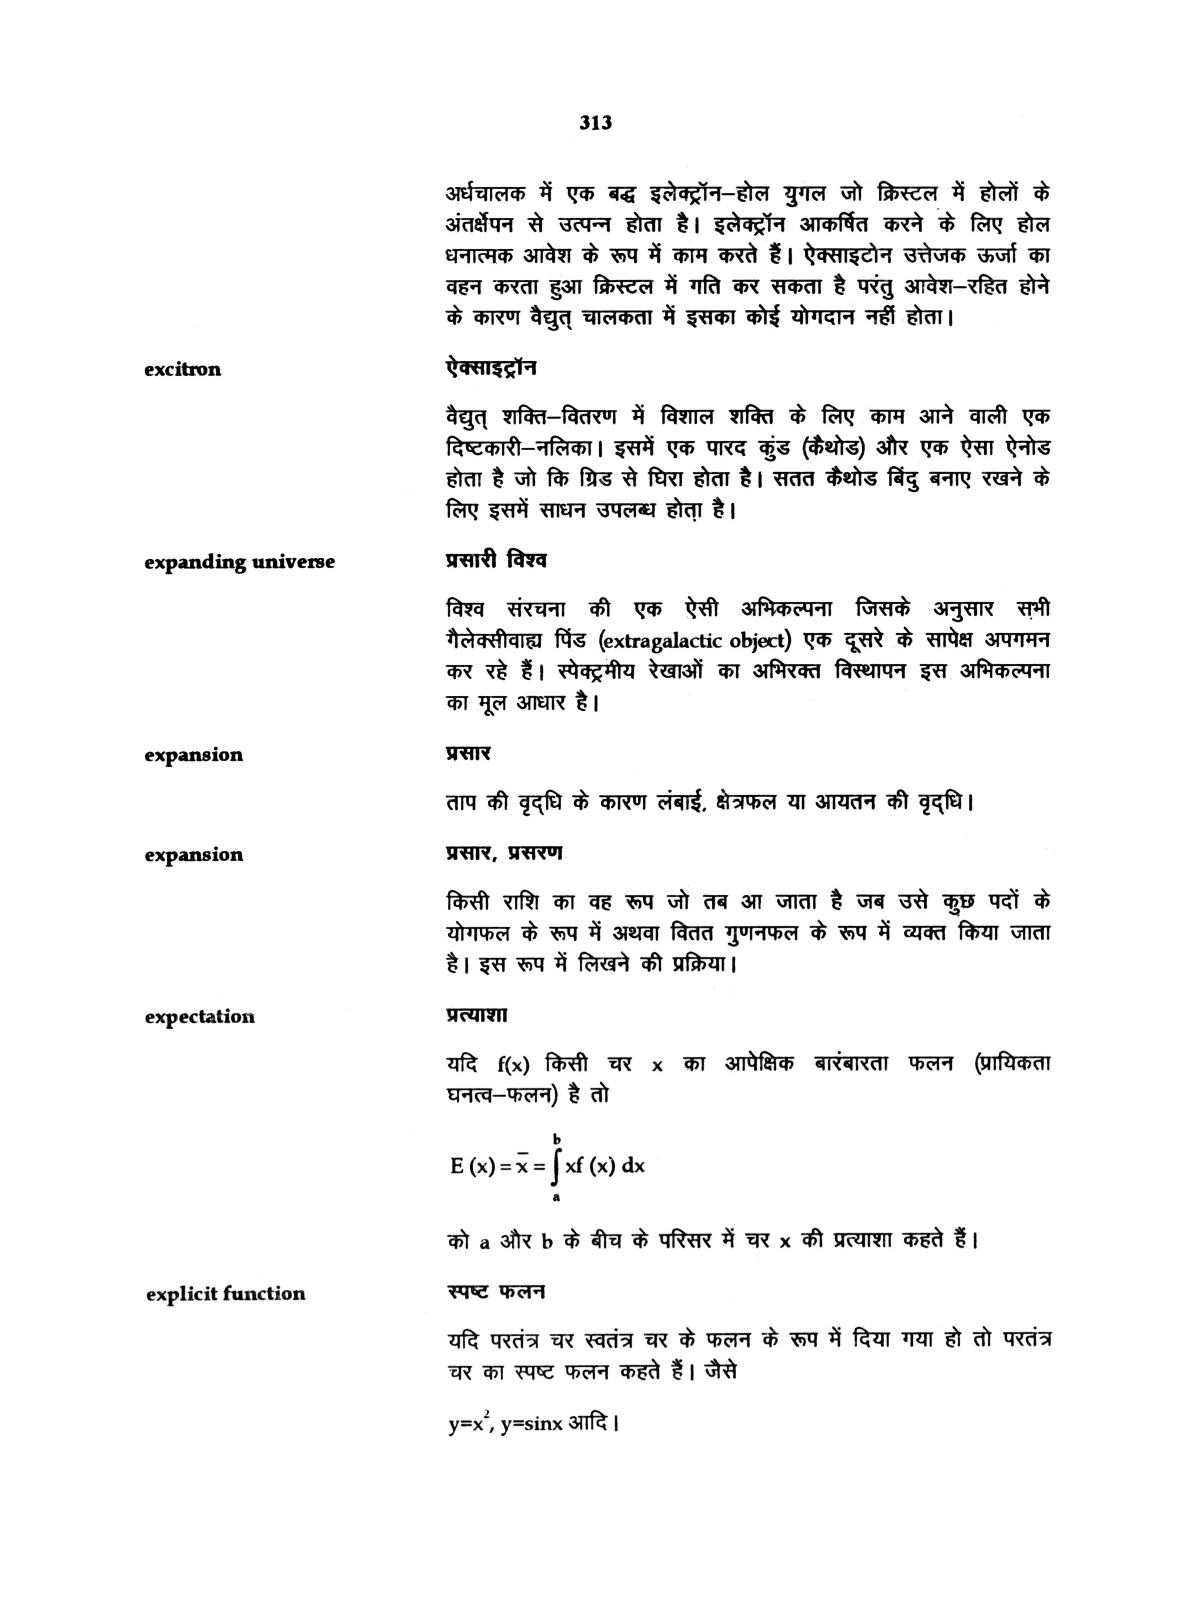 313
अर्धचालक में एक बद्ध इलेक्ट्रॉन–होल युगल जो क्रिस्टल में होलों के
अंतर्क्षेपन से उत्पन्न होता है। इलेक्ट्रॉन आकर्षित करने के लिए होल
धनात्मक आवेश के रूप में काम करते हैं। ऐक्साइटोन उत्तेजक ऊर्जा का
वहन करता हुआ क्रिस्टल में गति कर सकता है परंतु आवेश–रहित होने
के कारण वैद्युत् चालकता में इसका कोई योगदान नहीं होता।
excitron ऐक्साइट्रॉन
वैद्युत् शक्ति–वितरण में विशाल शक्ति के लिए काम आने वाली एक
दिष्टकारी–नलिका। इसमें एक पारद कुंड (कैथोड) और एक ऐसा ऐनोड
होता है जो कि ग्रिड से घिरा होता है। सतत कैथोड बिंदु बनाए रखने के
लिए इसमें साधन उपलब्ध होता है।
expanding universe प्रसारी विश्व
विश्व संरचना की एक ऐसी अभिकल्पना जिसके अनुसार सभी
गैलेक्सीवाह्य पिंड (extragalactic object) एक दूसरे के सापेक्ष अपगमन
कर रहे हैं। स्पेक्ट्रमीय रेखाओं का अभिरक्त विस्थापन इस अभिकल्पना
का मूल आधार है।
expansion प्रसार
ताप की वृद्धि के कारण लंबाई, क्षेत्रफल या आयतन की वृद्धि।
expansion प्रसार, प्रसरण
किसी राशि का वह रूप जो तब आ जाता है जब उसे कुछ पदों के
योगफल के रूप में अथवा वितत गुणनफल के रूप में व्यक्त किया जाता
है। इस रूप में लिखने की प्रक्रिया।
expectation प्रत्याशा
यदि f(x) किसी चर x का आपेक्षिक बारंबारता फलन (प्रायिकता
घनत्व–फलन) है तो
b
E (x) = x̄ = ∫ xf (x) dx
a
को a और b के बीच के परिसर में चर x की प्रत्याशा कहते हैं।
explicit function स्पष्ट फलन
यदि परतंत्र चर स्वतंत्र चर के फलन के रूप में दिया गया हो तो परतंत्र
चर का स्पष्ट फलन कहते हैं। जैसे
y=x², y=sinx आदि।